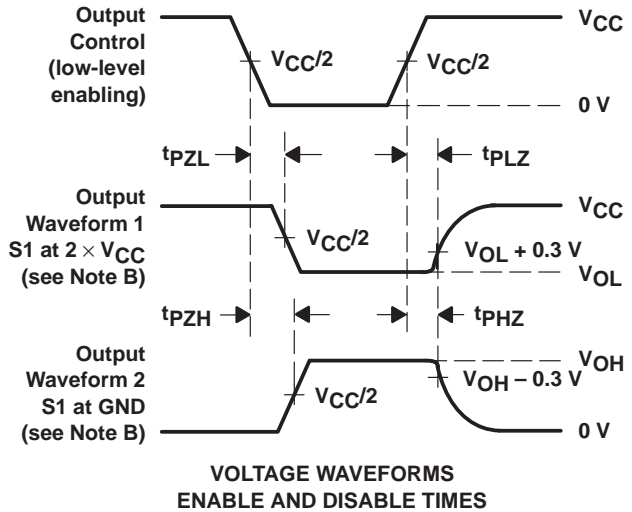 Output
Control
(low-level
enabling)
VCC/2
VCC/2
VCC
0 V
tPZL
tPLZ
Output
Waveform 1
S1 at 2 × VCC
(see Note B)
VCC/2
VCC
VOL + 0.3 V
VOL
tPZH
tPHZ
Output
Waveform 2
S1 at GND
(see Note B)
VCC/2
VOH
VOH – 0.3 V
0 V
VOLTAGE WAVEFORMS
ENABLE AND DISABLE TIMES